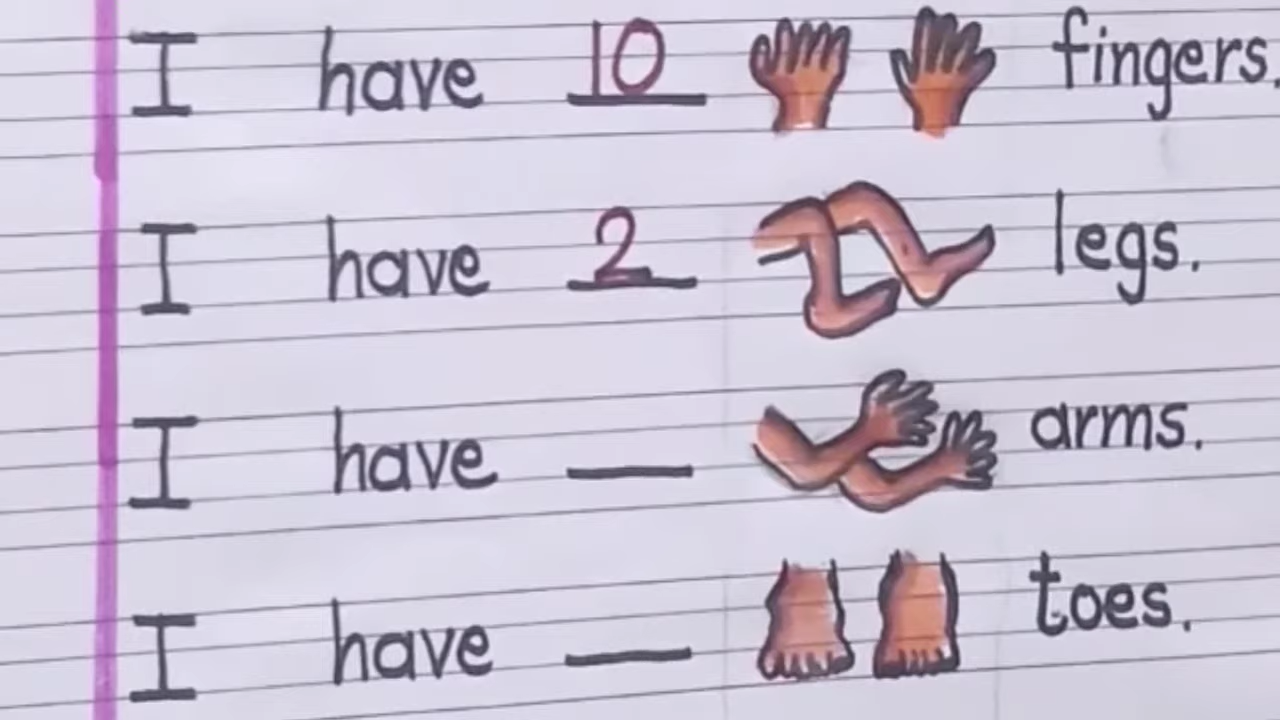 I have 10 fingers.
I have 2 legs.
I have __ arms.
I have __ toes.